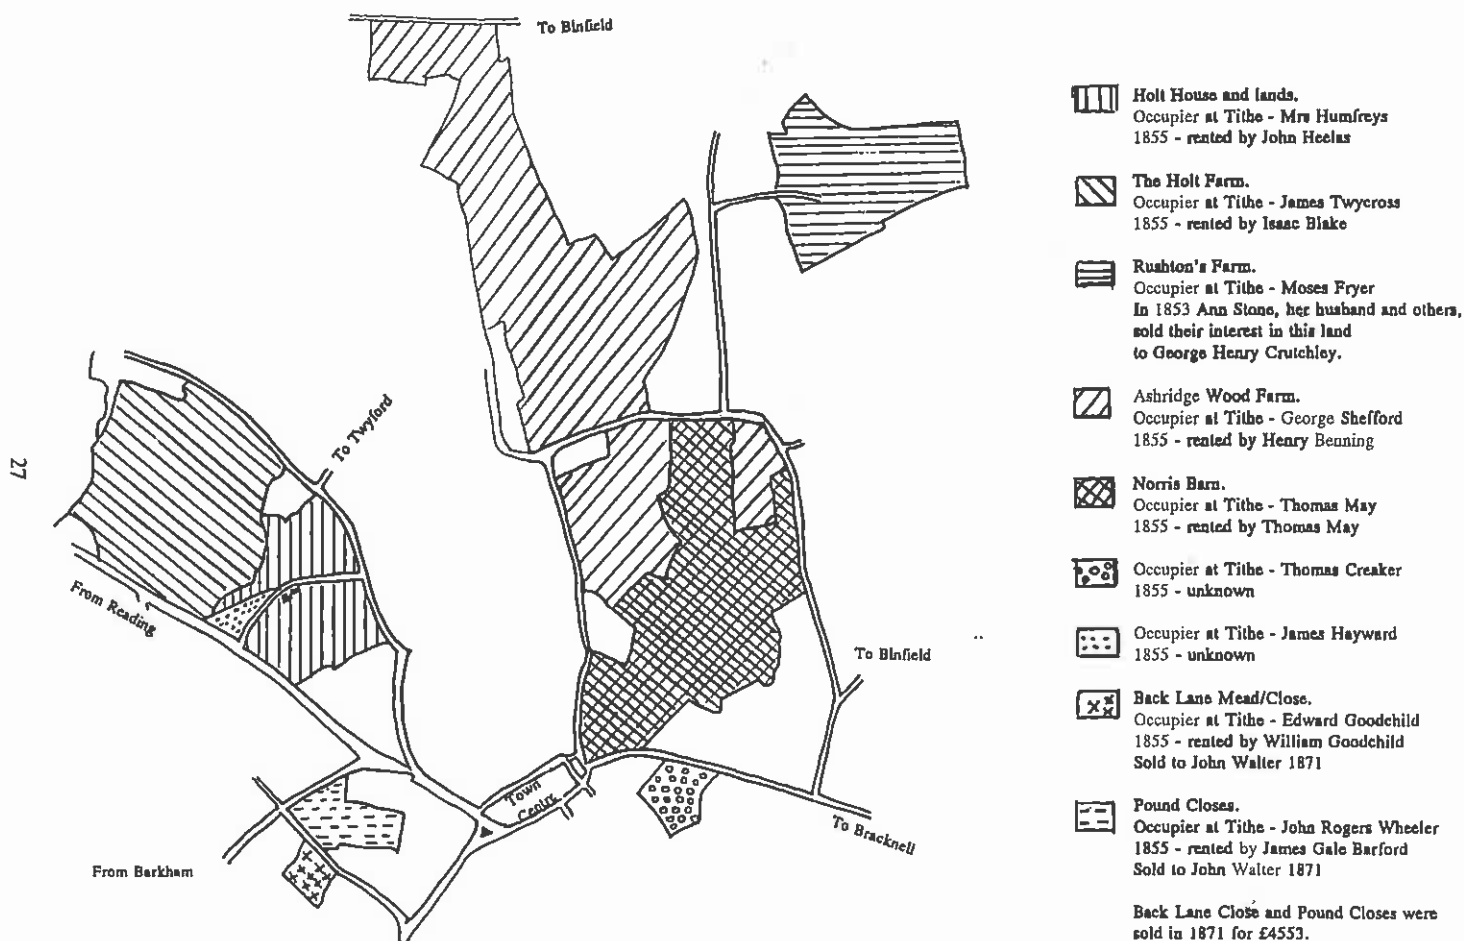 To Binfield
Holt House and lands.
Occupier at Tithe - Mrs Humfreys
1855 - rented by John Heelas
The Holt Farm.
Occupier at Tithe - James Twycross
1855 - rented by Isaac Blake
Rushton's Farm.
Occupier at Tithe - Moses Fryer
In 1853 Ann Stone, her husband and others,
sold their interest in this land
to George Henry Crutchley.
Ashridge Wood Farm.
Occupier at Tithe - George Shefford
1855 - rented by Henry Benning
Norris Barn.
Occupier at Tithe - Thomas May
1855 - rented by Thomas May
Occupier at Tithe - Thomas Creaker
1855 - unknown
Occupier at Tithe - James Hayward
1855 - unknown
Back Lane Mead/Close.
Occupier at Tithe - Edward Goodchild
1855 - rented by William Goodchild
Sold to John Walter 1871
Pound Closes.
Occupier at Tithe - John Rogers Wheeler
1855 - rented by James Gale Barford
Sold to John Walter 1871
Back Lane Close and Pound Closes were
sold in 1871 for £4553.
To Twyford
27
From Reading
To Binfield
Town
Centre
To Bracknell
From Barkham